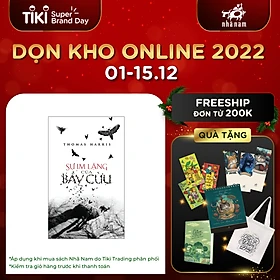 TIKI Super Brand Day
nhã nam
DỌN KHO ONLINE 2022
01-15.12
FREESHIP
ĐƠN TỪ 200K
QUÀ TẶNG
THOMAS HARRIS
SỰ IM LẶNG
CỦA
BẦY CỪU
*Áp dụng khi mua sách Nhã Nam do Tiki Trading phân phối
*Kiểm tra giỏ hàng trước khi thanh toán